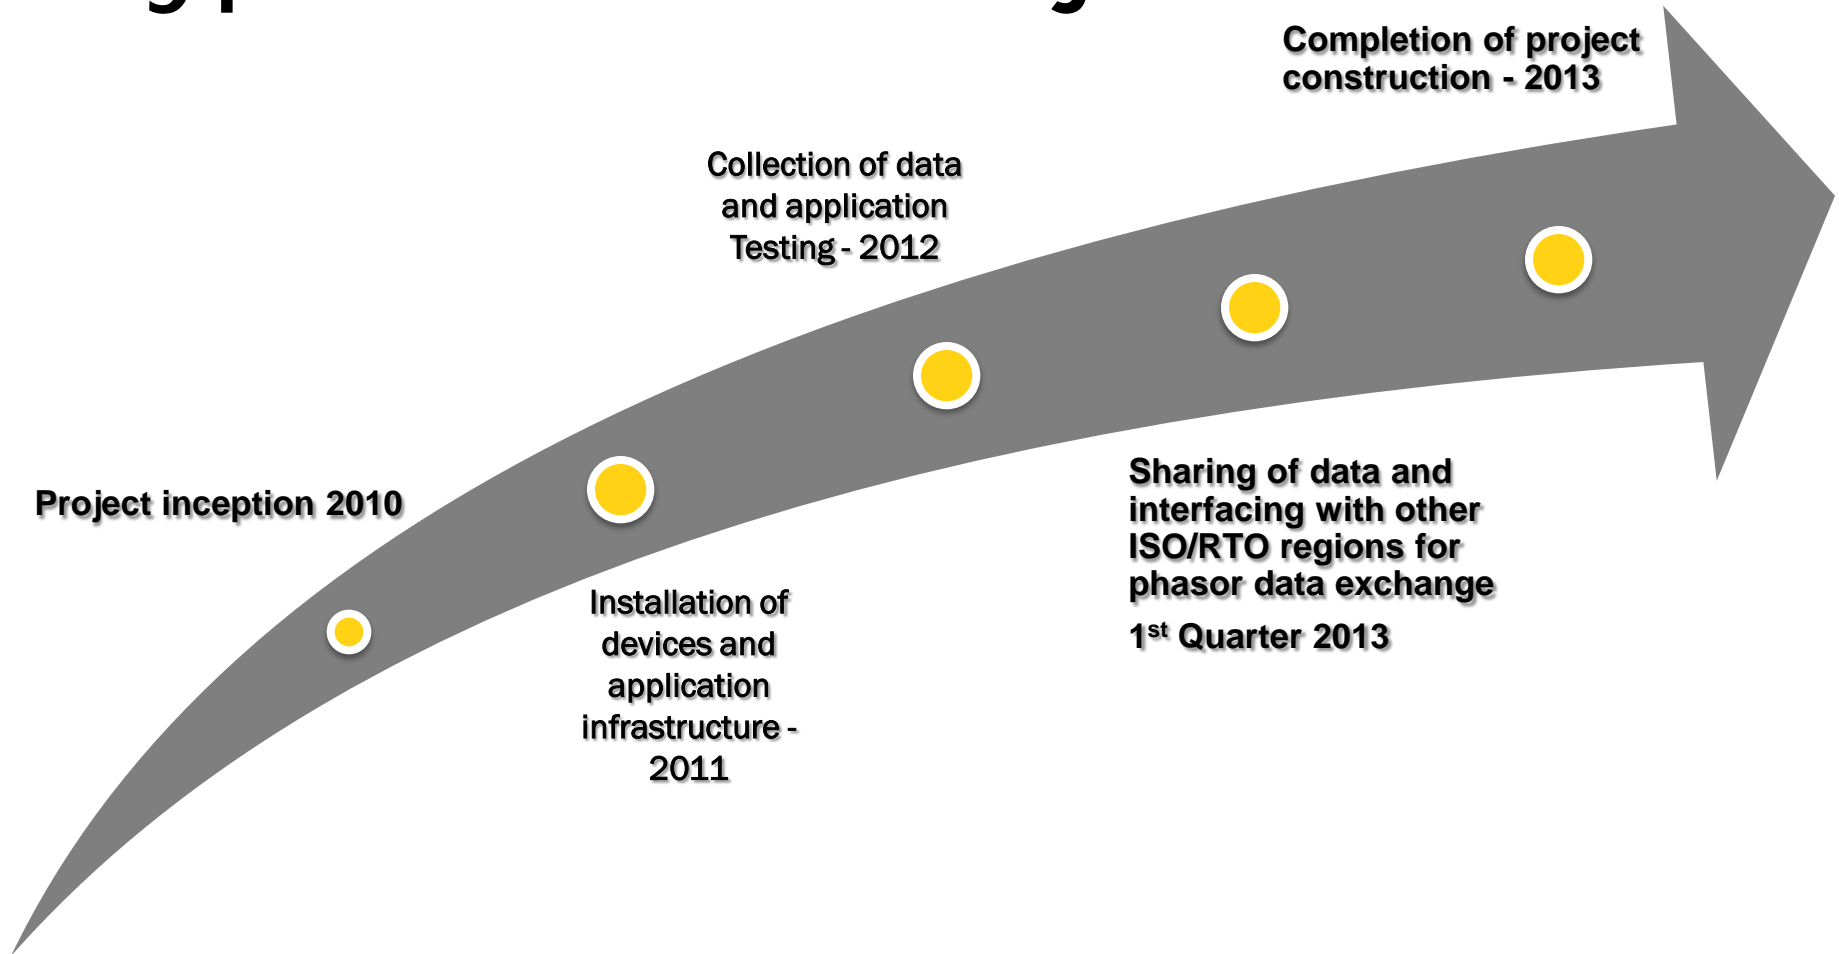 Completion of project
construction - 2013
Collection of data
and application
Testing - 2012
Project inception 2010
Sharing of data and
interfacing with other
ISO/RTO regions for
phasor data exchange
1st Quarter 2013
Installation of
devices and
application
infrastructure -
2011